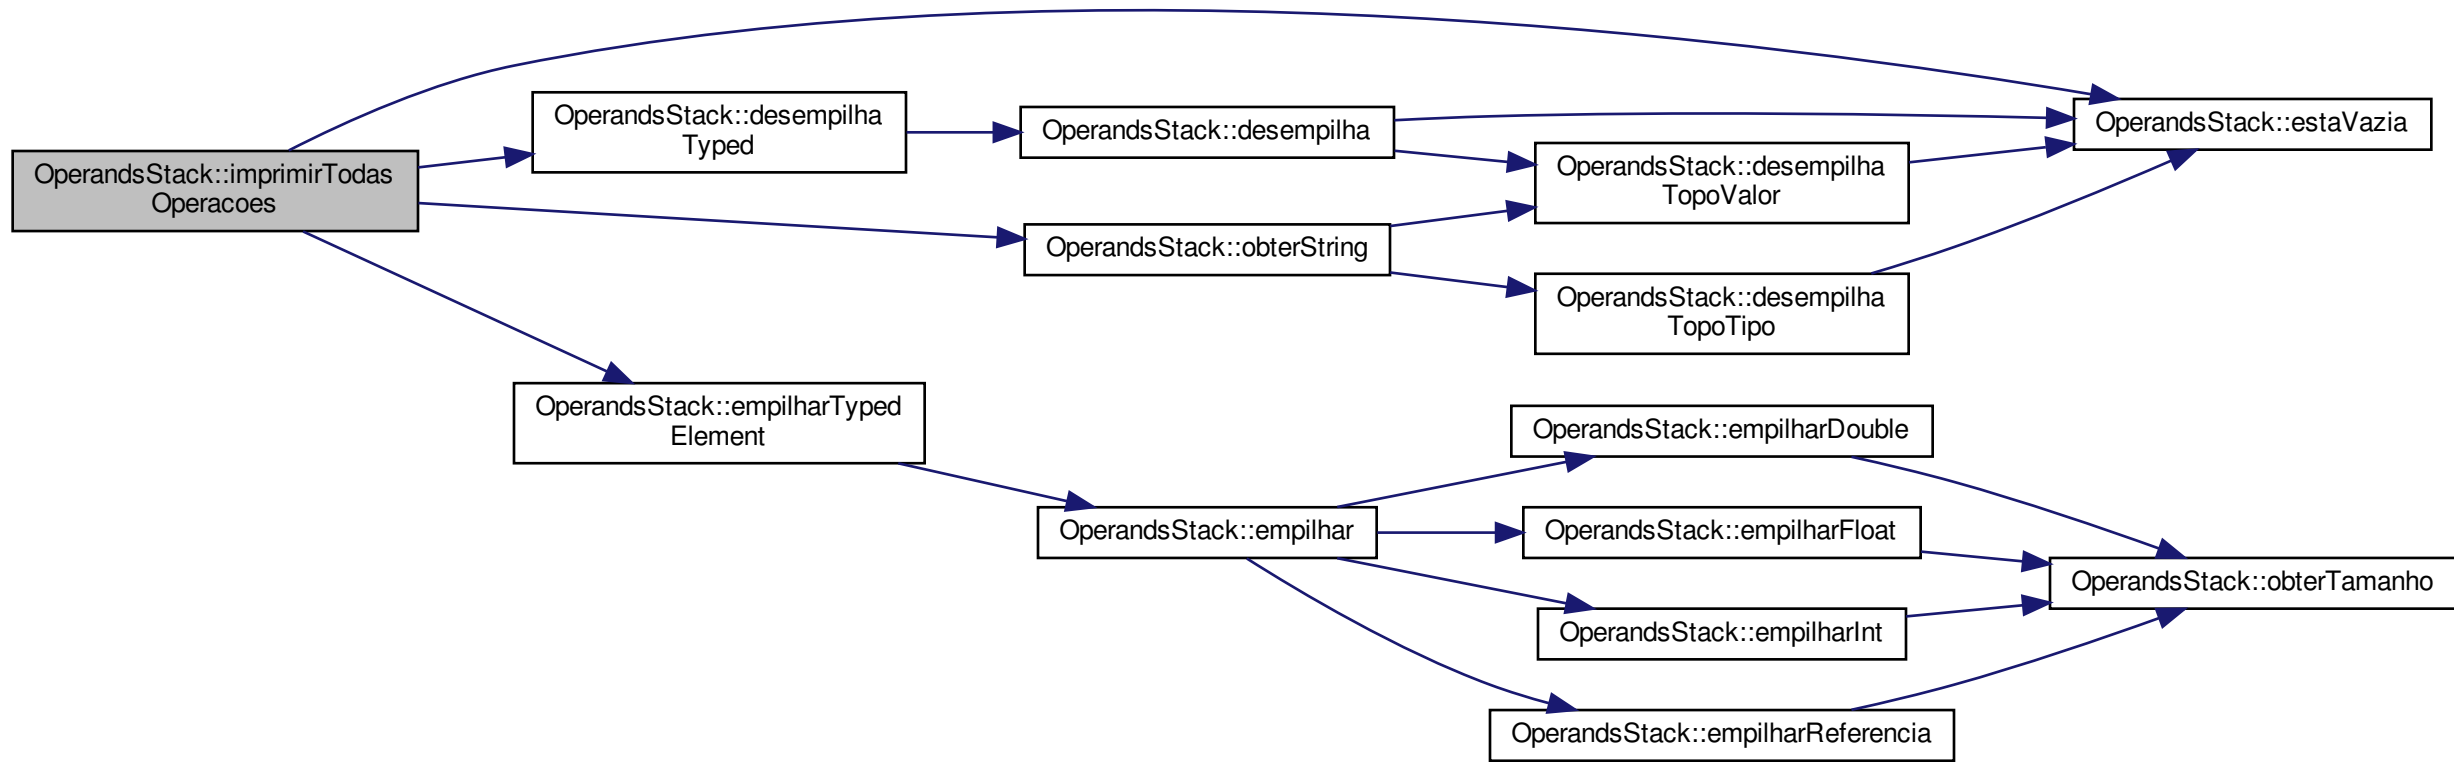 OperandsStack::imprimirTodas
Operacoes
OperandsStack::desempilha
Typed
OperandsStack::desempilha
OperandsStack::estaVazia
OperandsStack::desempilha
TopoValor
OperandsStack::obterString
OperandsStack::desempilha
TopoTipo
OperandsStack::empilharTyped
Element
OperandsStack::empilhar
OperandsStack::empilharDouble
OperandsStack::empilharFloat
OperandsStack::empilharInt
OperandsStack::empilharReferencia
OperandsStack::obterTamanho